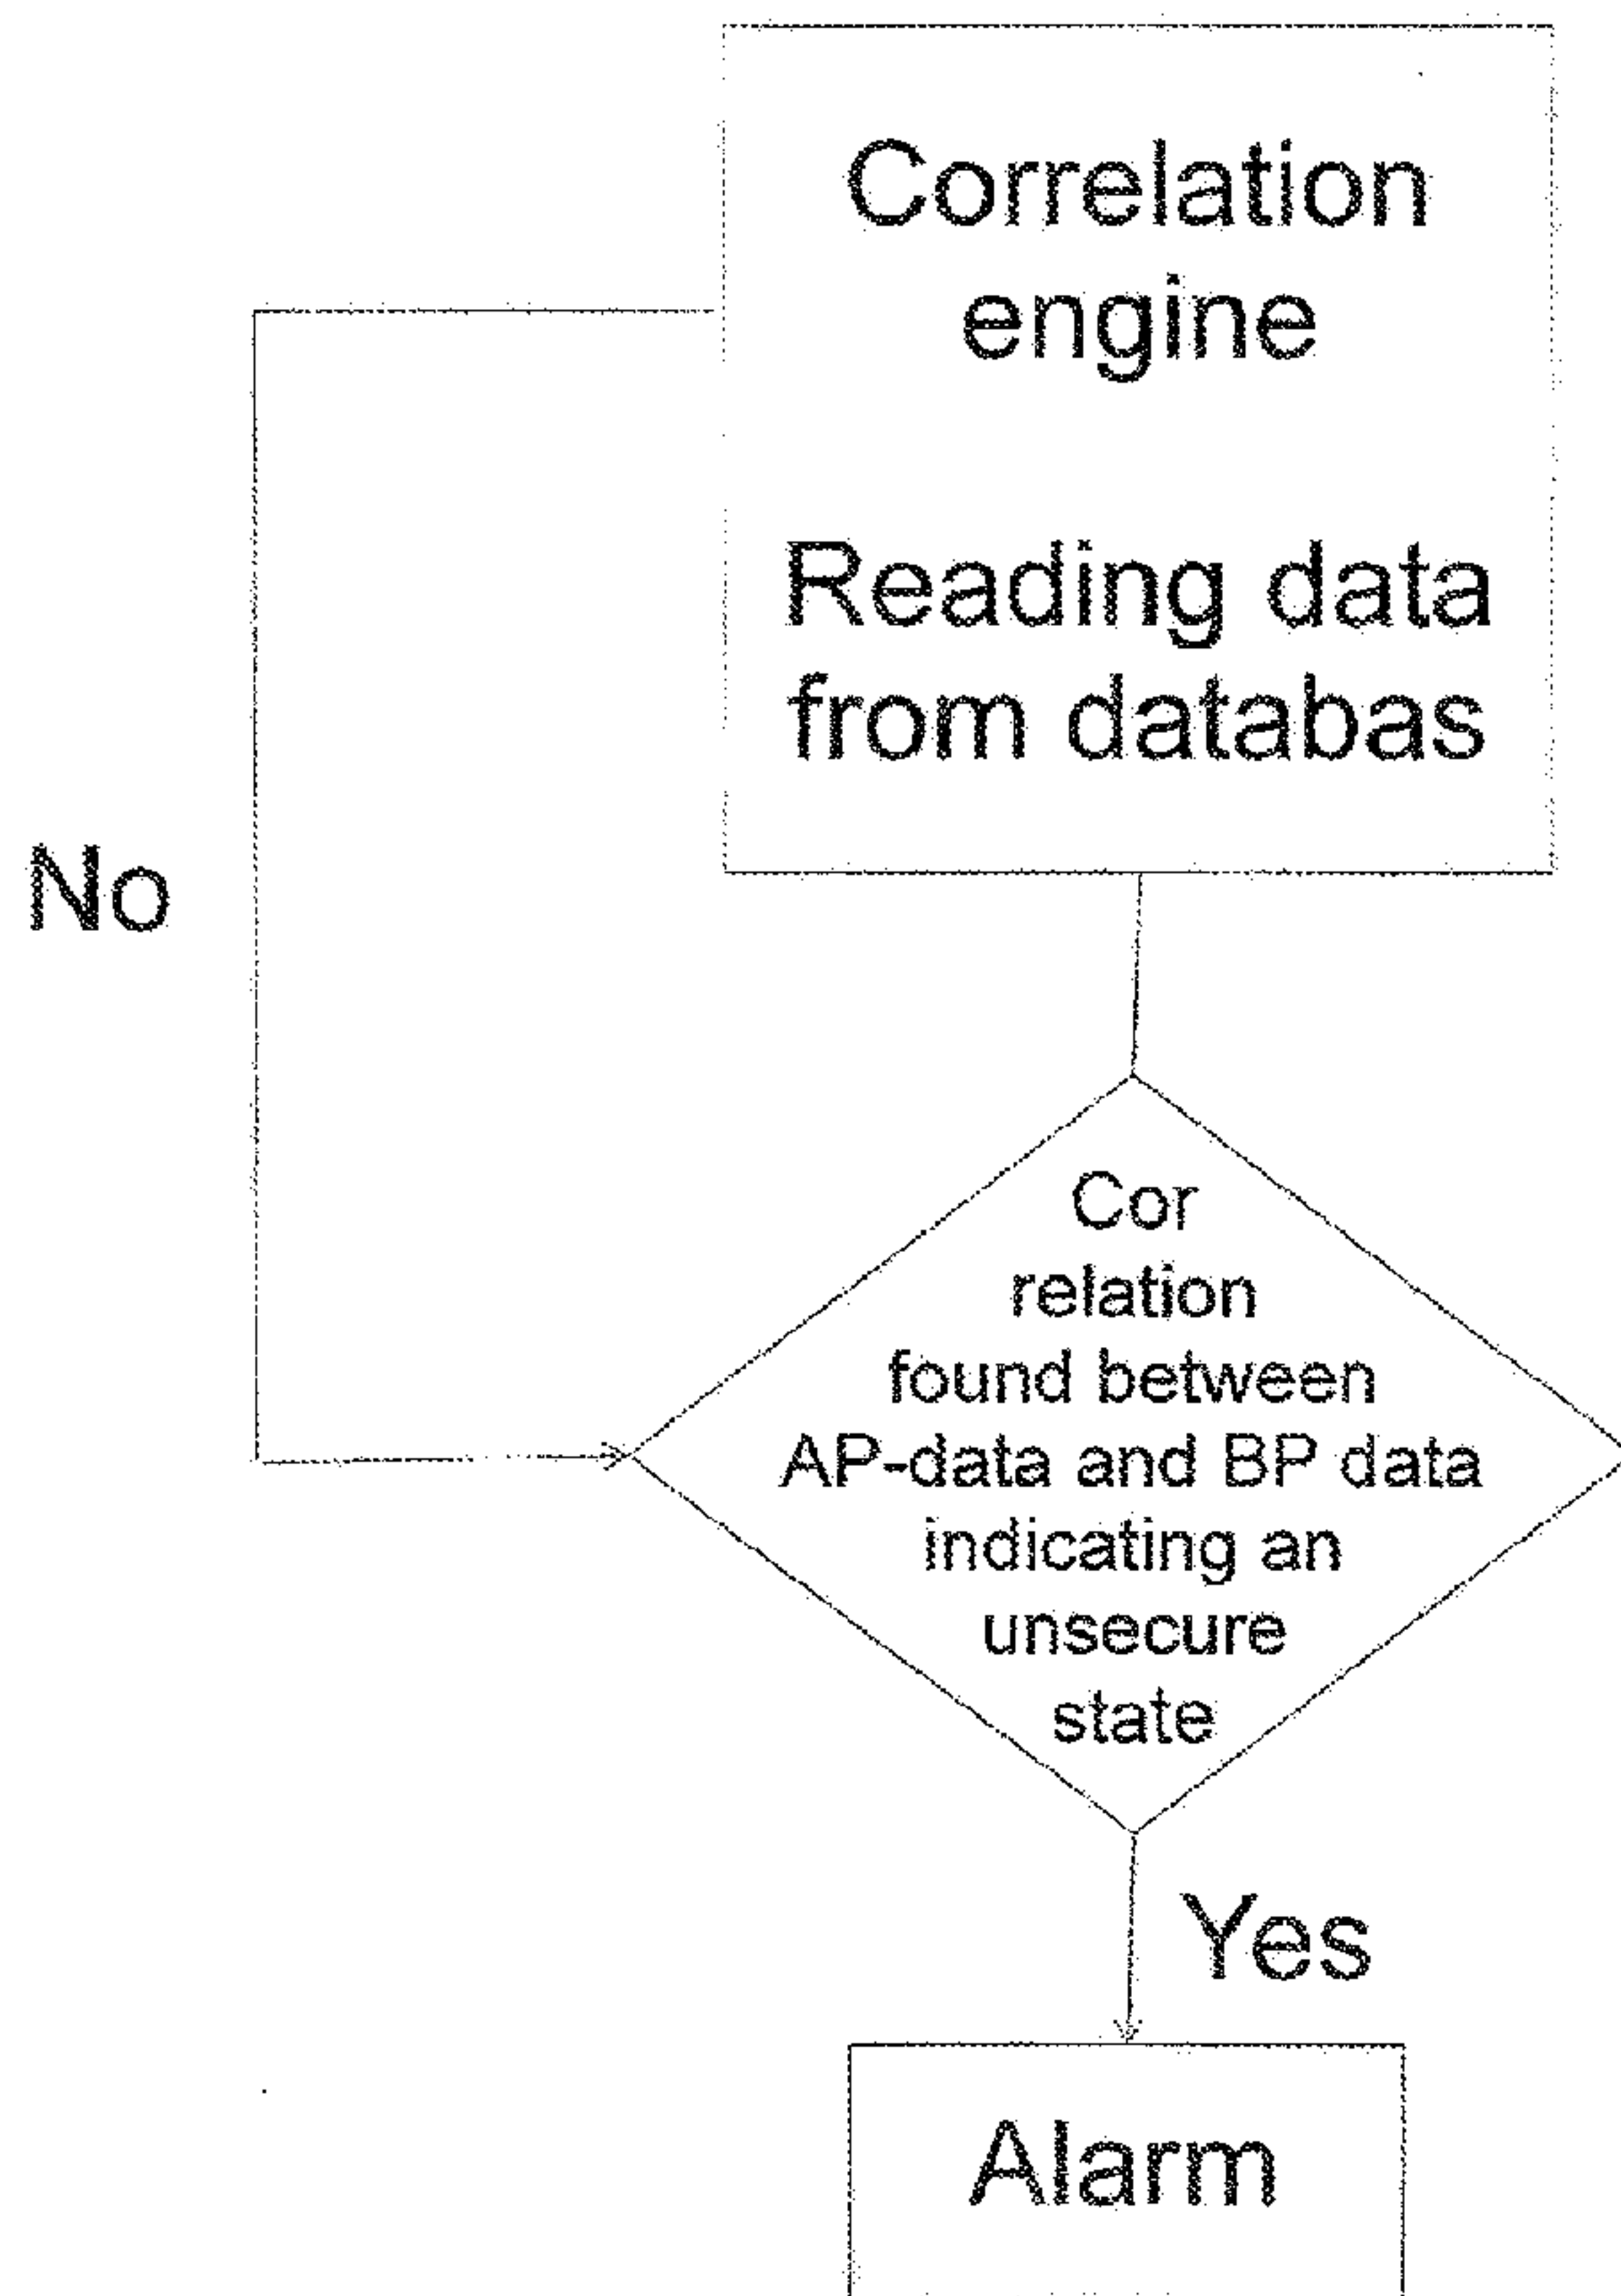 Correlation
engine
Reading data
from databas
No
Cor
relation
found between
AP-data and BP data
indicating an
unsecure
state
Yes
Alarm